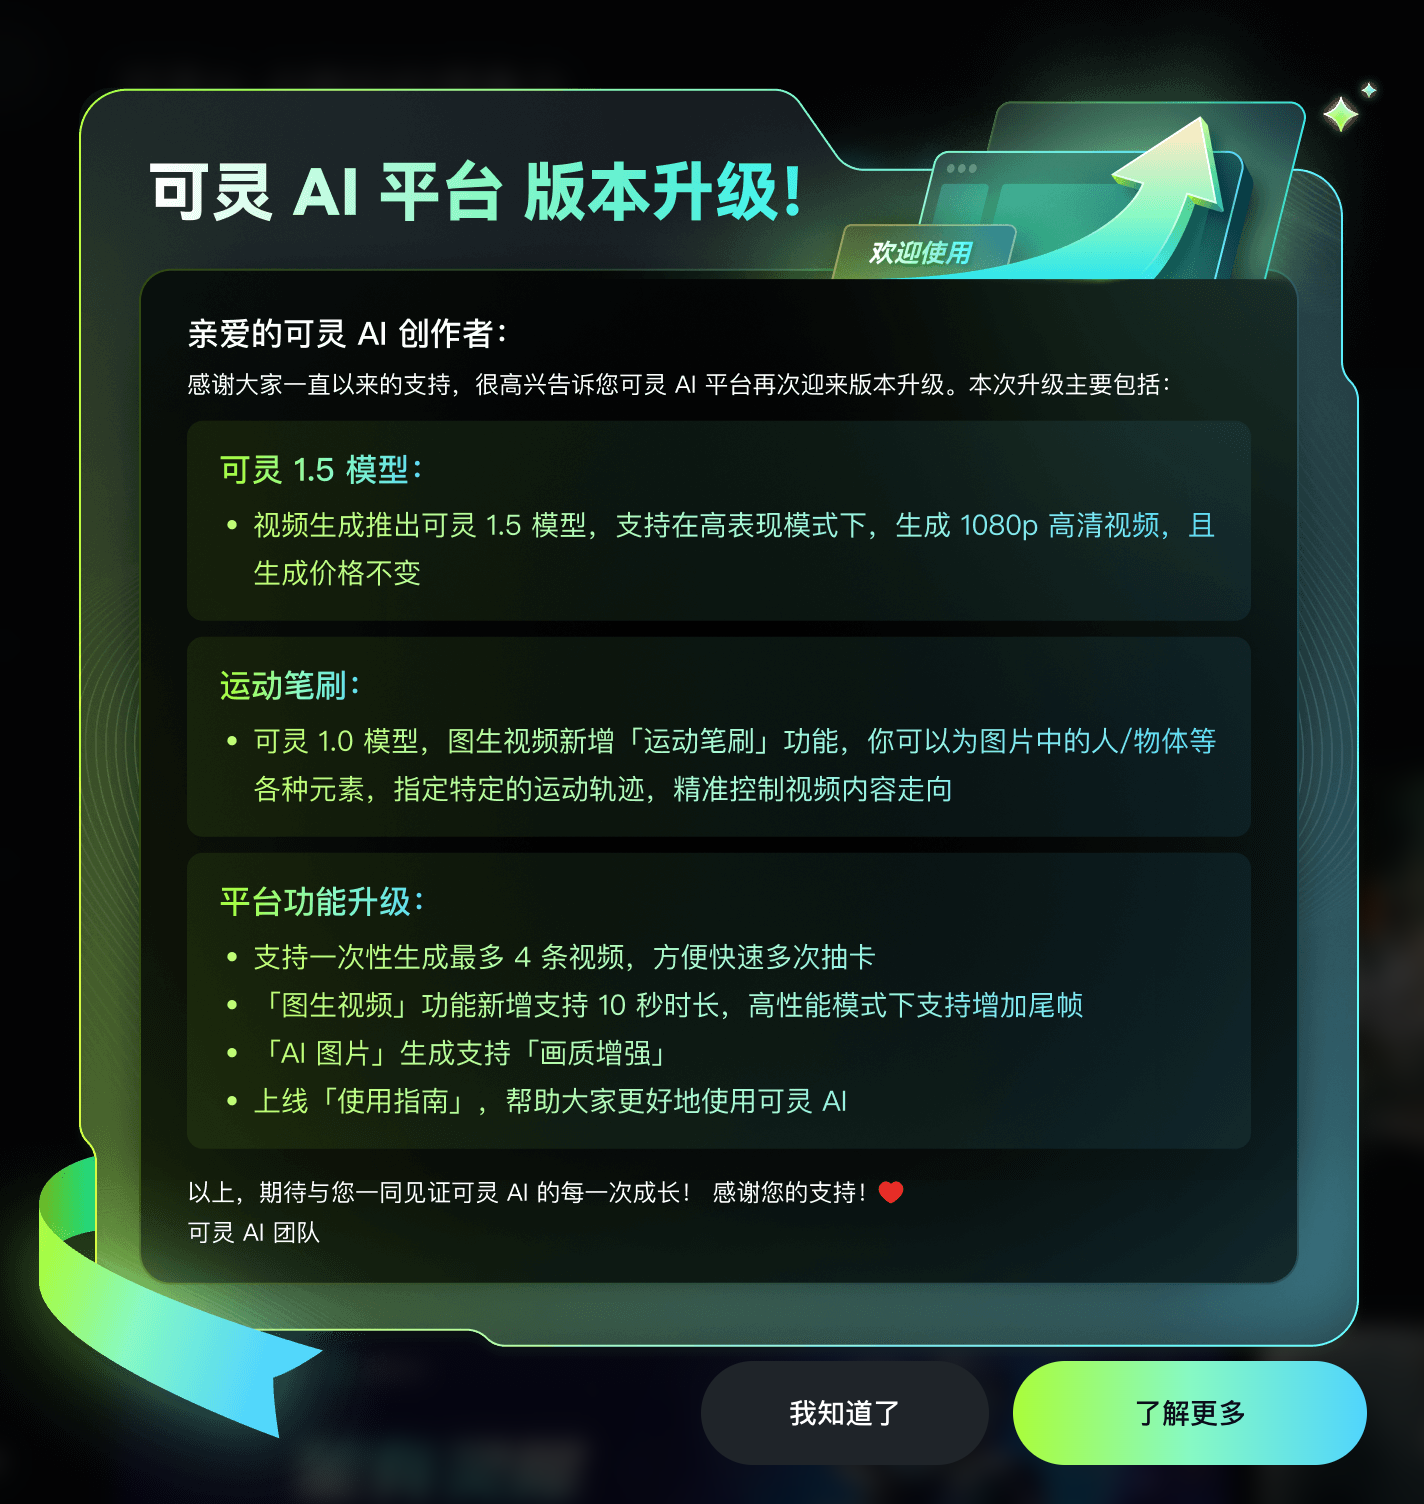 可灵 AI 平台 版本升级！
欢迎使用
亲爱的可灵 AI 创作者：
感谢大家一直以来的支持，很高兴告诉您可灵 AI 平台再次迎来版本升级。本次升级主要包括：
可灵 1.5 模型：
• 视频生成推出可灵 1.5 模型，支持在高表现模式下，生成 1080p 高清视频，且
生成价格不变
运动笔刷：
• 可灵 1.0 模型，图生视频新增「运动笔刷」功能，你可以为图片中的人/物体等
各种元素，指定特定的运动轨迹，精准控制视频内容走向
平台功能升级：
• 支持一次性生成最多 4 条视频，方便快速多次抽卡
• 「图生视频」功能新增支持 10 秒时长，高性能模式下支持增加尾帧
• 「AI 图片」生成支持「画质增强」
• 上线「使用指南」，帮助大家更好地使用可灵 AI
以上，期待与您一同见证可灵 AI 的每一次成长！ 感谢您的支持！❤️
可灵 AI 团队
我知道了
了解更多